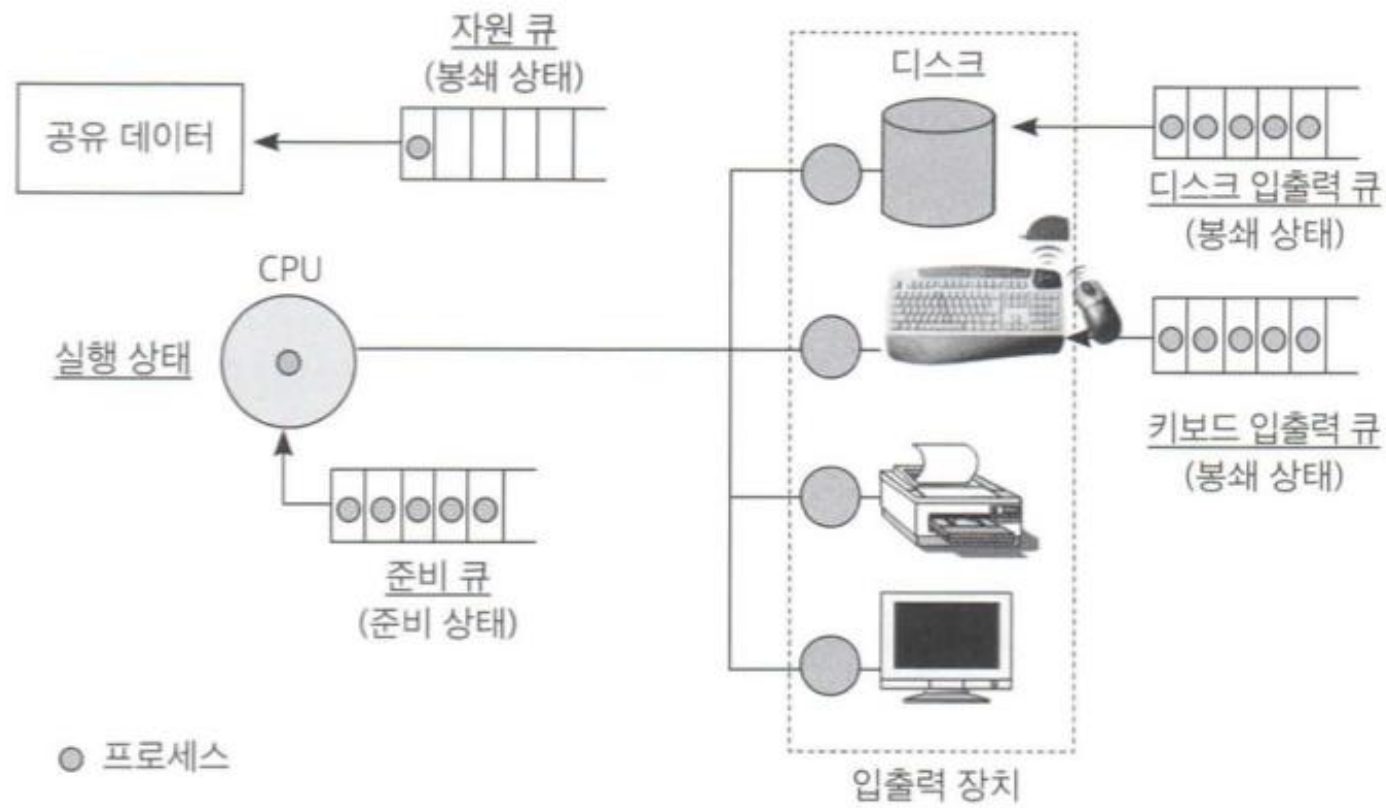 자원 큐
(봉쇄 상태)
공유 데이터
디스크
디스크 입출력 큐
(봉쇄 상태)
CPU
실행 상태
키보드 입출력 큐
(봉쇄 상태)
준비 큐
(준비 상태)
프로세스
입출력 장치